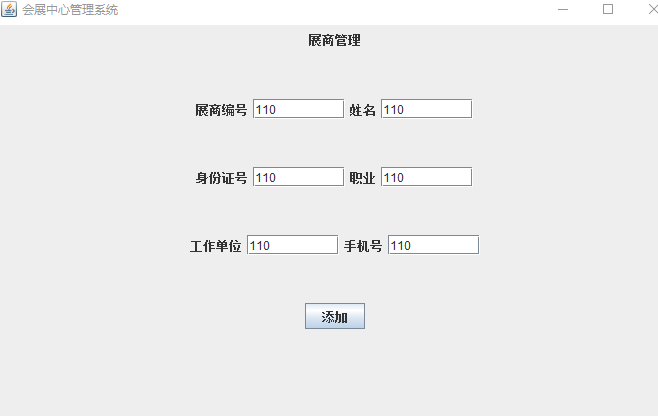 会展中心管理系统
展商管理
展商编号 110 姓名 110
身份证号 110 职业 110
工作单位 110 手机号 110
添加